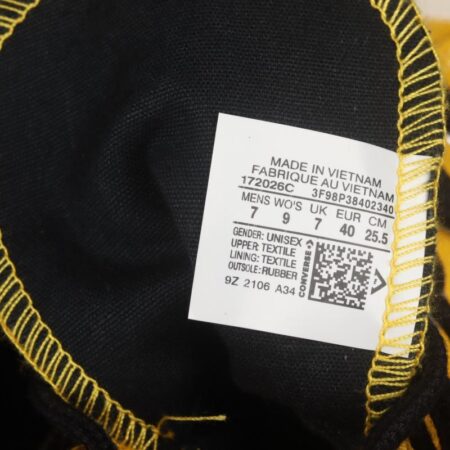 MADE IN VIETNAM
FABRIQUE AU VIETNAM
172026C 3F98P38402340
MENS WO'S UK EUR CM
7 9 7 40 25.5
GENDER: UNISEX
UPPER: TEXTILE
LINING: TEXTILE
OUTSOLE: RUBBER
CONVERSE
9Z 2106 A34